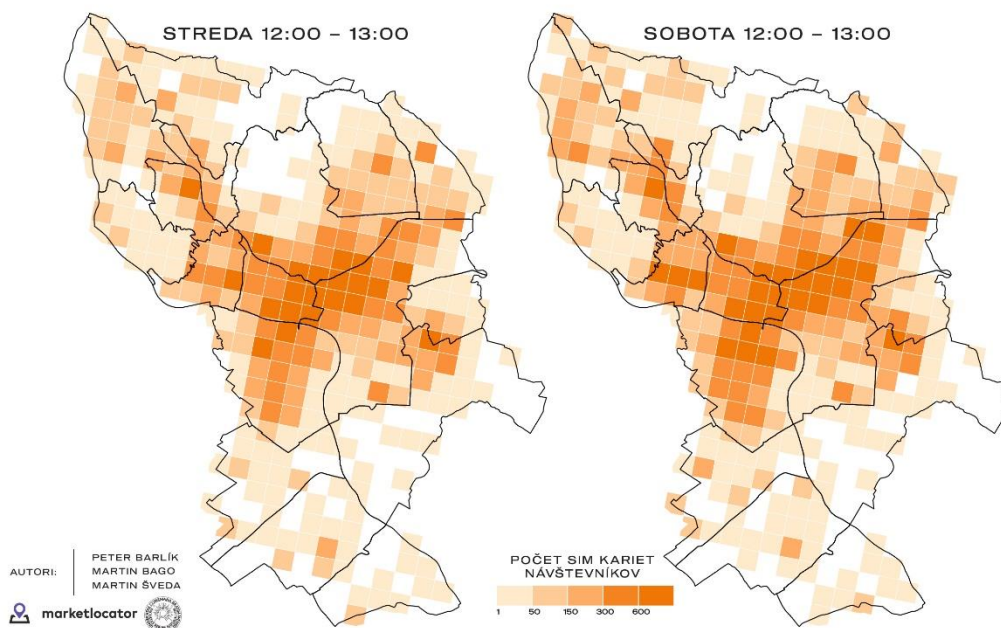 STREDA 12:00 – 13:00
SOBOTA 12:00 – 13:00
AUTORI:
PETER BARLÍK
MARTIN BAGO
MARTIN ŠVEDA
marketlocator
POČET SIM KARIET
NÁVŠTEVNÍKOV
1 50 150 300 600